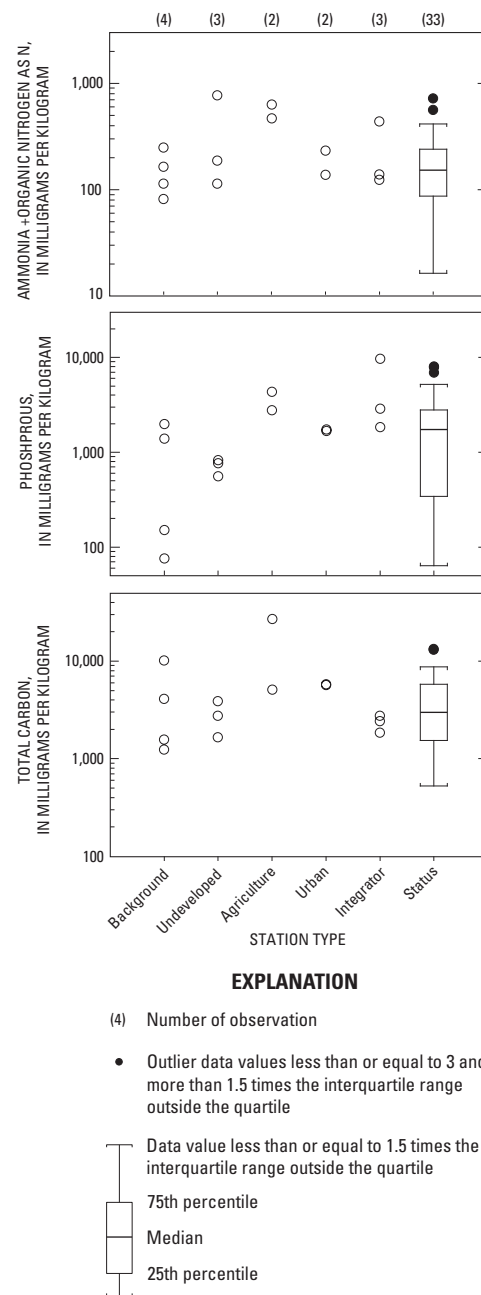 (4) (3) (2) (2) (3) (33)
AMMONIA +ORGANIC NITROGEN AS N,
IN MILLIGRAMS PER KILOGRAM
1,000
100
10
PHOSHPROUS,
IN MILLIGRAMS PER KILOGRAM
10,000
1,000
100
TOTAL CARBON,
IN MILLIGRAMS PER KILOGRAM
10,000
1,000
100
Background Undeveloped Agriculture Urban Integrator Status
STATION TYPE
EXPLANATION
(4) Number of observation
Outlier data values less than or equal to 3 and
more than 1.5 times the interquartile range
outside the quartile
Data value less than or equal to 1.5 times the
interquartile range outside the quartile
75th percentile
Median
25th percentile